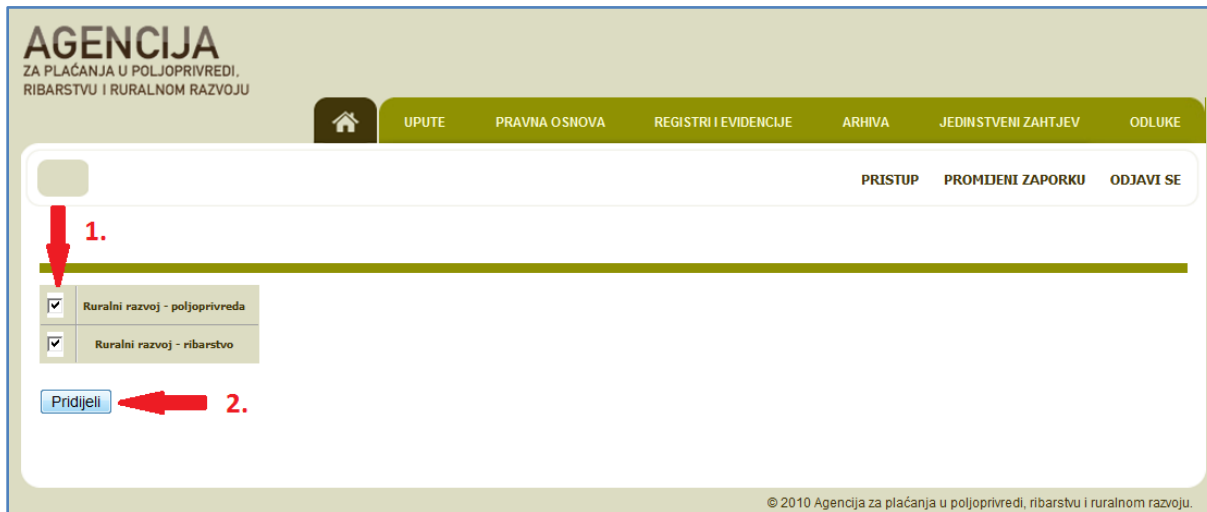 AGENCIJA
ZA PLAĆANJA U POLJOPRIVREDI,
RIBARSTVU I RURALNOM RAZVOJU
UPUTE PRAVNA OSNOVA REGISTRI I EVIDENCIJE ARHIVA JEDINSTVENI ZAHTJEV ODLUKE
PRISTUP PROMIJENI ZAPORKU ODJAVI SE
1.
Ruralni razvoj - poljoprivreda
Ruralni razvoj - ribarstvo
Pridijeli 2.
© 2010 Agencija za plaćanja u poljoprivredi, ribarstvu i ruralnom razvoju.